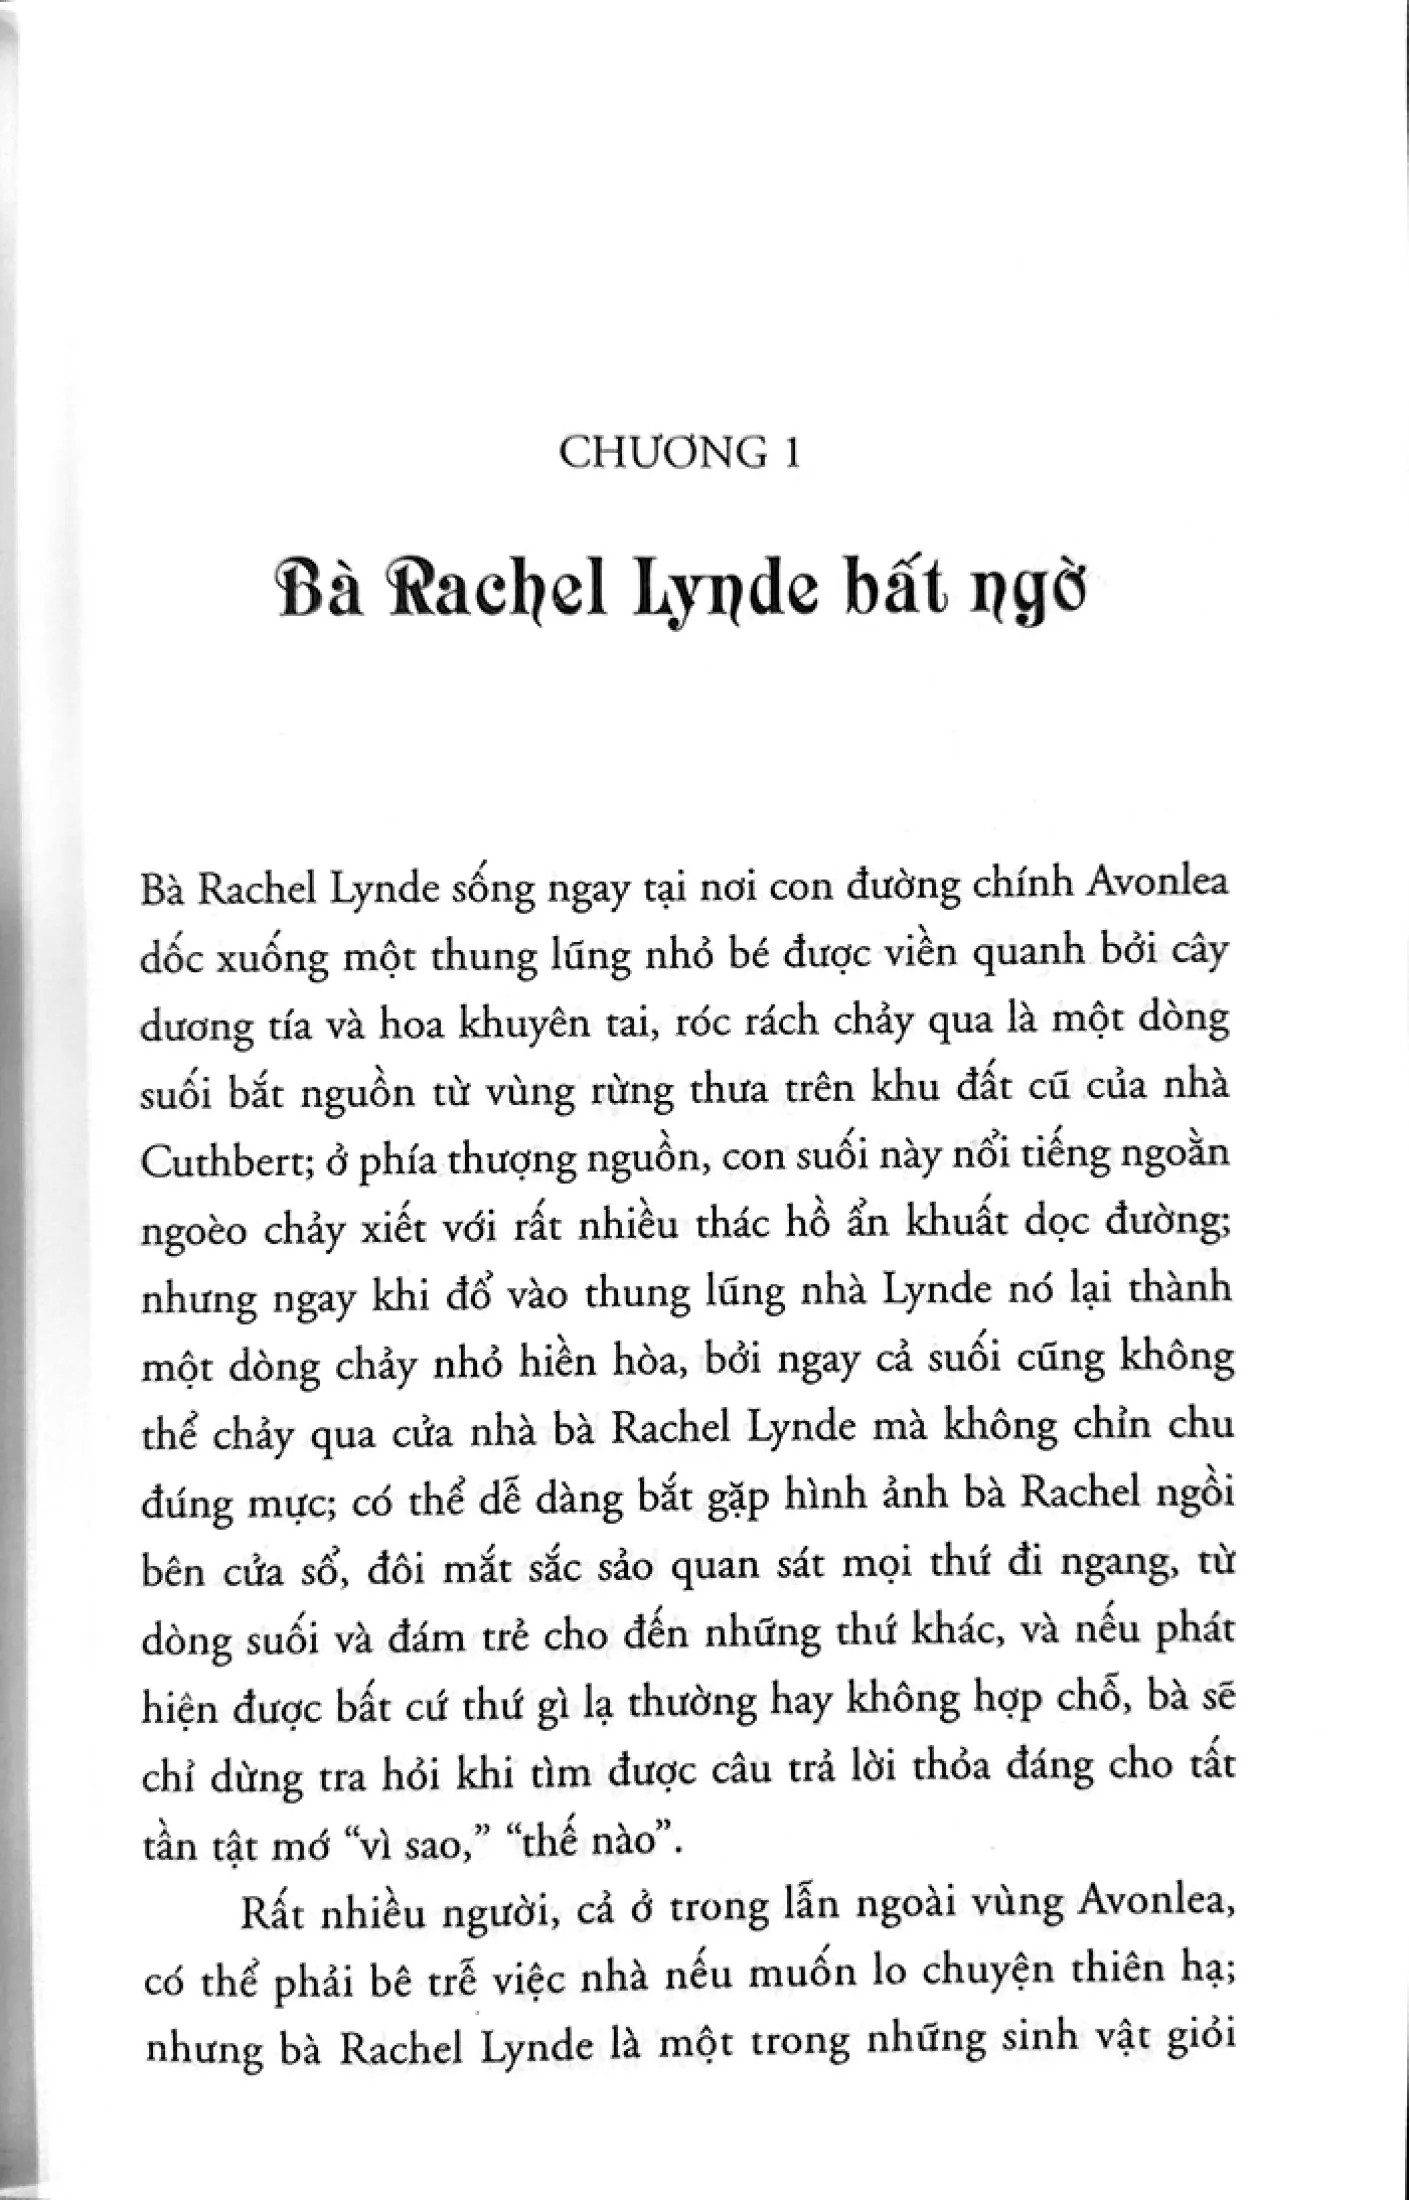 CHƯƠNG 1
Bà Rachel Lynde bất ngờ
Bà Rachel Lynde sống ngay tại nơi con đường chính Avonlea
dốc xuống một thung lũng nhỏ bé được viền quanh bởi cây
dương tía và hoa khuyên tai, róc rách chảy qua là một dòng
suối bắt nguồn từ vùng rừng thưa trên khu đất cũ của nhà
Cuthbert; ở phía thượng nguồn, con suối này nổi tiếng ngoằn
ngoèo chảy xiết với rất nhiều thác hồ ẩn khuất dọc đường;
nhưng ngay khi đổ vào thung lũng nhà Lynde nó lại thành
một dòng chảy nhỏ hiền hòa, bởi ngay cả suối cũng không
thể chảy qua cửa nhà bà Rachel Lynde mà không chỉn chu
đúng mực; có thể dễ dàng bắt gặp hình ảnh bà Rachel ngồi
bên cửa sổ, đôi mắt sắc sảo quan sát mọi thứ đi ngang, từ
dòng suối và đám trẻ cho đến những thứ khác, và nếu phát
hiện được bất cứ thứ gì lạ thường hay không hợp chỗ, bà sẽ
chỉ dừng tra hỏi khi tìm được câu trả lời thỏa đáng cho tất
tần tật mớ “vì sao,” “thế nào”.
Rất nhiều người, cả ở trong lẫn ngoài vùng Avonlea,
có thể phải bê trễ việc nhà nếu muốn lo chuyện thiên hạ;
nhưng bà Rachel Lynde là một trong những sinh vật giỏi